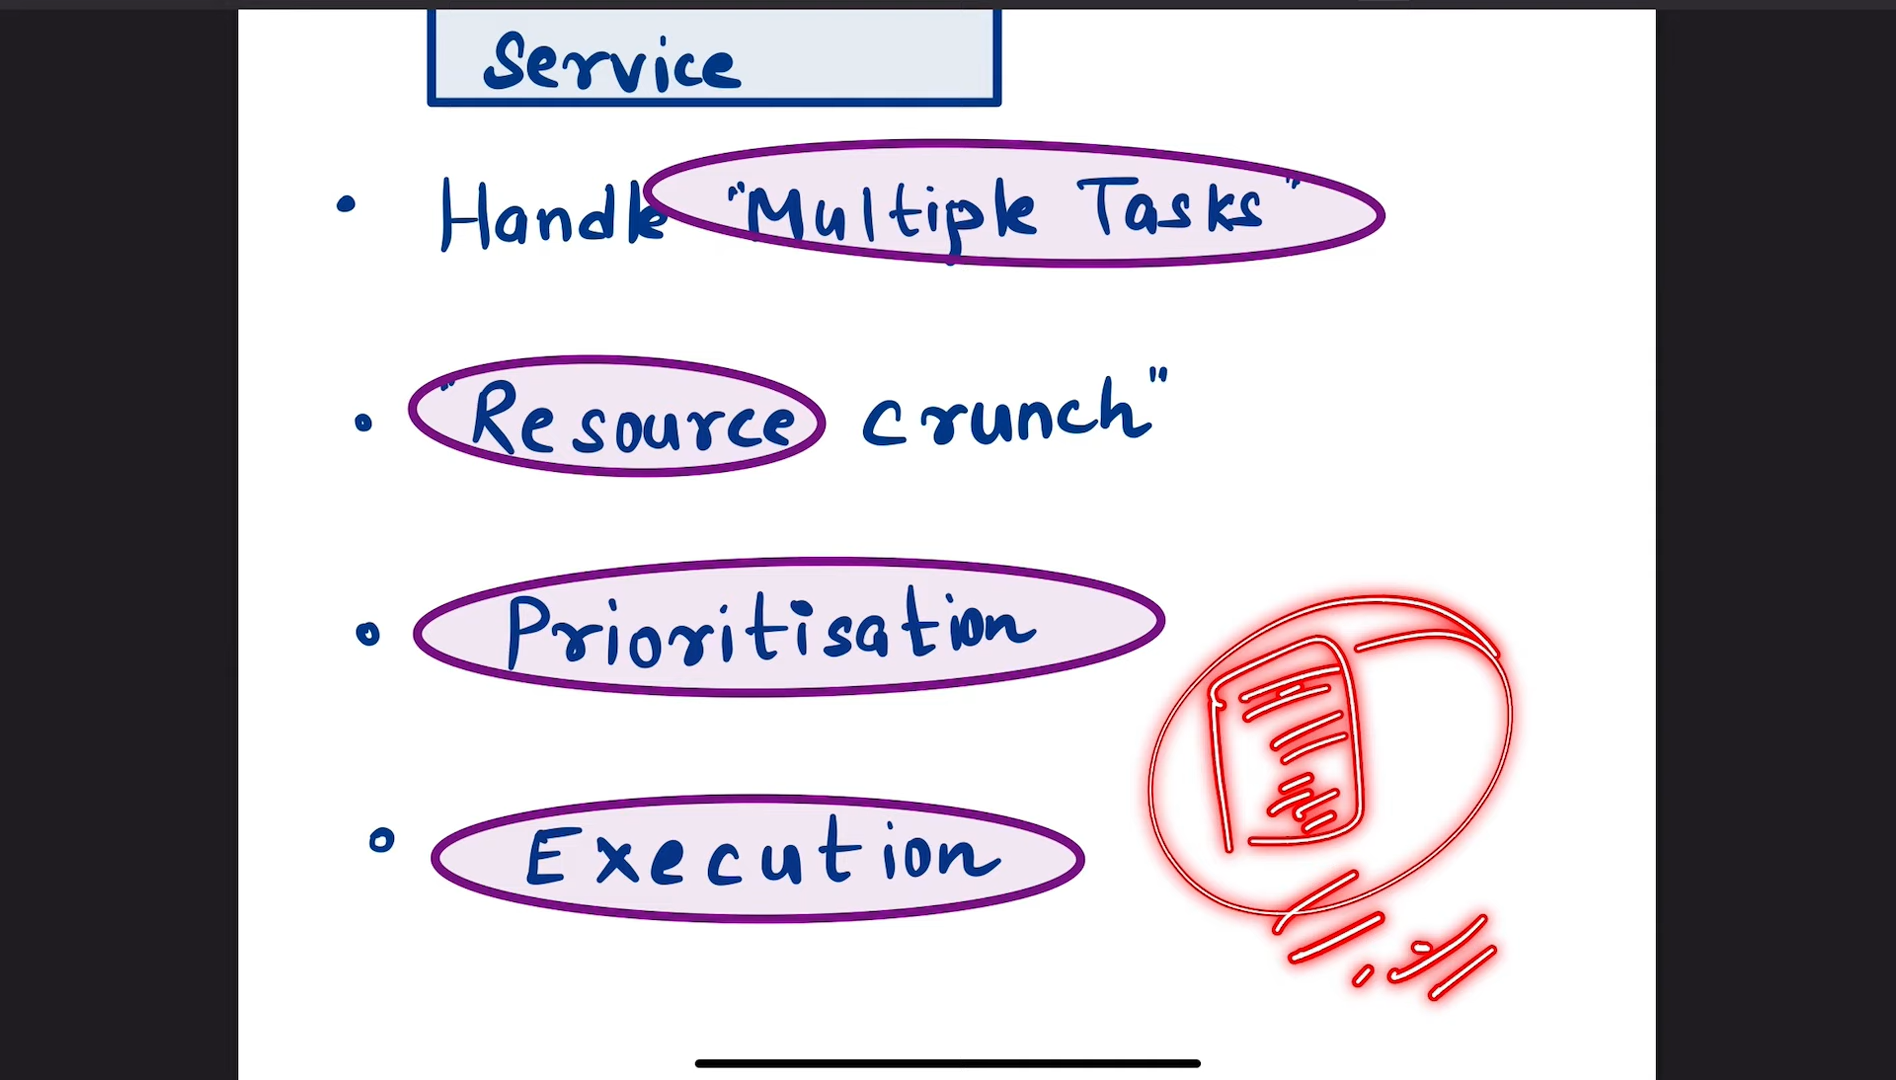 Service
• Handle "Multiple Tasks"
• "Resource crunch"
• Prioritisation
• Execution